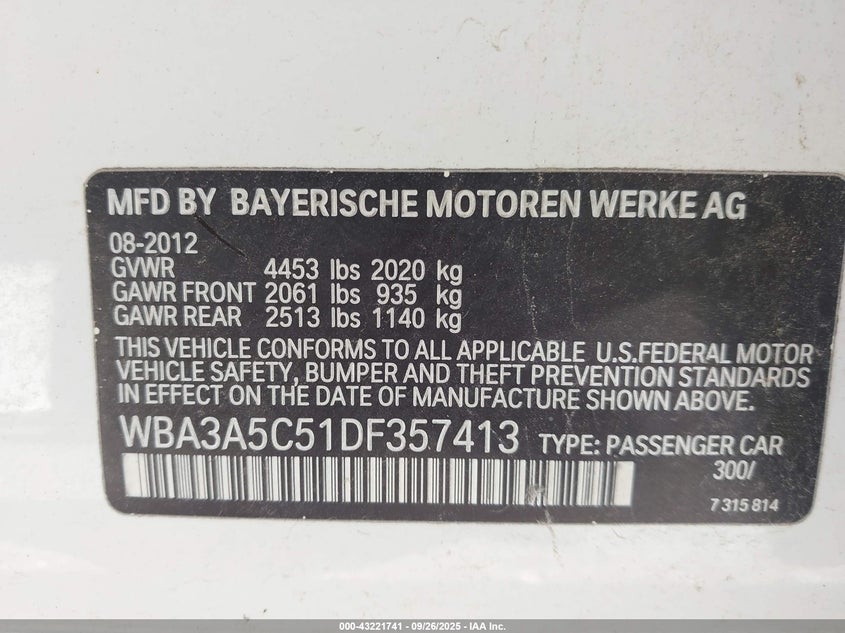 MFD BY BAYERISCHE MOTOREN WERKE AG
08-2012
GVWR 4453 lbs 2020 kg
GAWR FRONT 2061 lbs 935 kg
GAWR REAR 2513 lbs 1140 kg
THIS VEHICLE CONFORMS TO ALL APPLICABLE U.S.FEDERAL MOTOR
VEHICLE SAFETY, BUMPER AND THEFT PREVENTION STANDARDS
IN EFFECT ON THE DATE OF MANUFACTURE SHOWN ABOVE.
WBA3A5C51DF357413 TYPE: PASSENGER CAR
300/
7 315 814
000-43221741 | 09/26/2025 | IAA Inc.